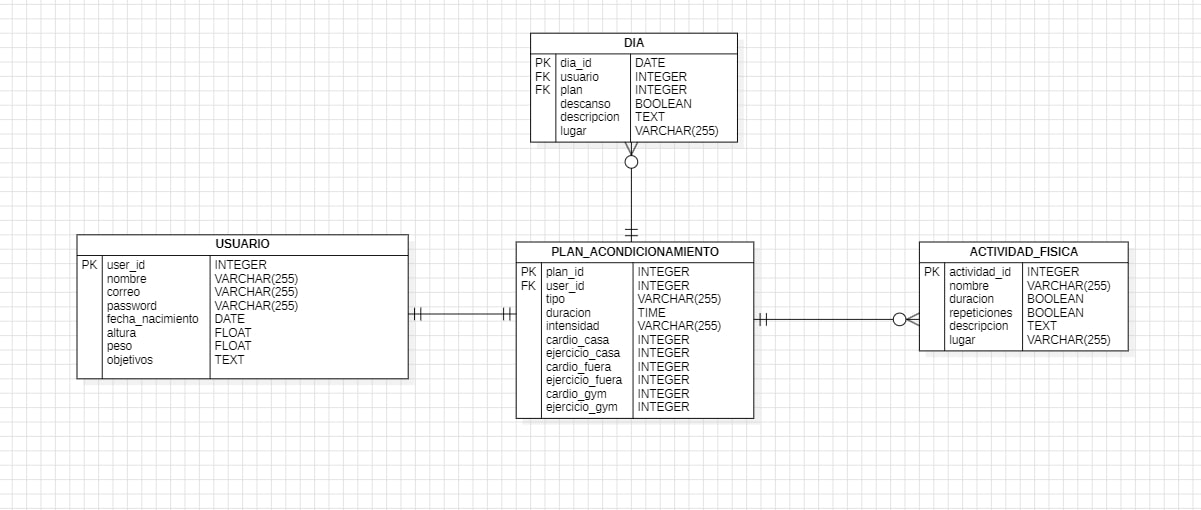 DIA
PK dia_id DATE
FK usuario INTEGER
FK plan INTEGER
descanso BOOLEAN
descripcion TEXT
lugar VARCHAR(255)
USUARIO
PK user_id INTEGER
nombre VARCHAR(255)
correo VARCHAR(255)
password VARCHAR(255)
fecha_nacimiento DATE
altura FLOAT
peso FLOAT
objetivos TEXT
PLAN_ACONDICIONAMIENTO
PK plan_id INTEGER
FK user_id INTEGER
tipo VARCHAR(255)
duracion TIME
intensidad VARCHAR(255)
cardio_casa INTEGER
ejercicio_casa INTEGER
cardio_fuera INTEGER
ejercicio_fuera INTEGER
cardio_gym INTEGER
ejercicio_gym INTEGER
ACTIVIDAD_FISICA
PK actividad_id INTEGER
nombre VARCHAR(255)
duracion BOOLEAN
repeticiones BOOLEAN
descripcion TEXT
lugar VARCHAR(255)